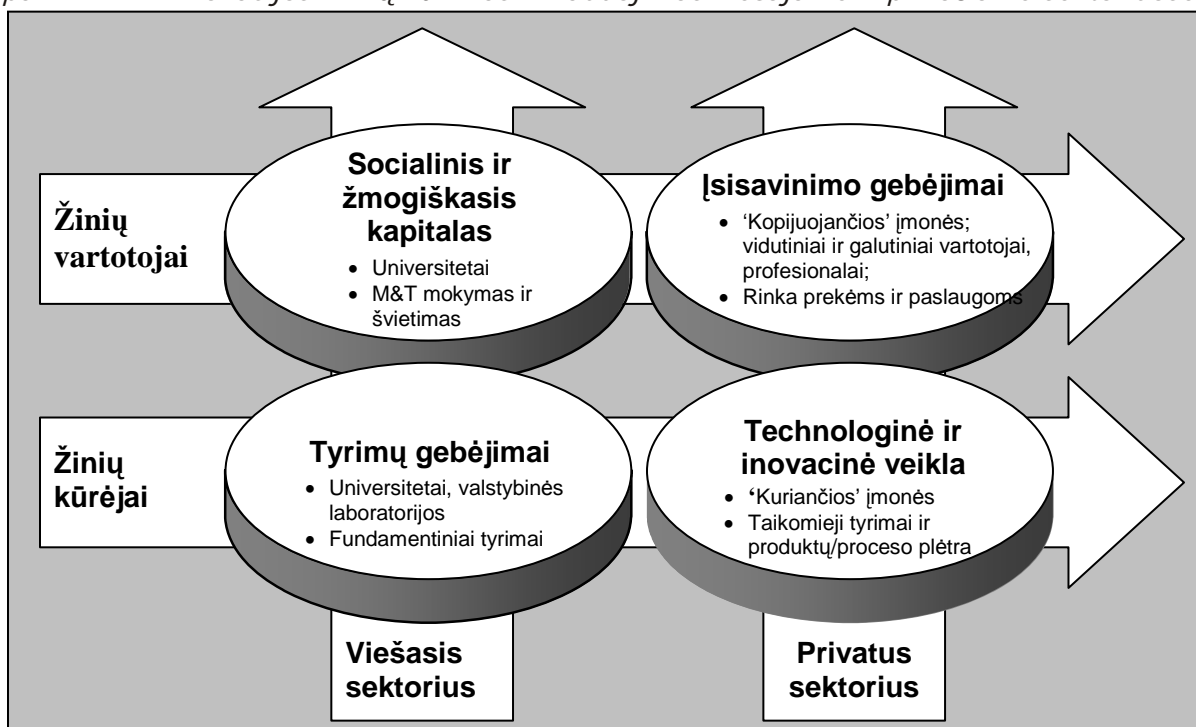 Socialinis ir
žmogiškasis
kapitalas
• Universitetai
• M&T mokymas ir
švietimas
Įsisavinimo gebėjimai
• ‘Kopijuojančios’ įmonės;
vidutiniai ir galutiniai vartotojai,
profesionalai;
• Rinka prekėms ir paslaugoms
Žinių
vartotojai
Tyrimų gebėjimai
• Universitetai, valstybinės
laboratorijos
• Fundamentiniai tyrimai
Technologinė ir
inovacinė veikla
• ‘Kuriančios’ įmonės
• Taikomieji tyrimai ir
produktų/proceso plėtra
Žinių
kūrėjai
Viešasis
sektorius
Privatus
sektorius